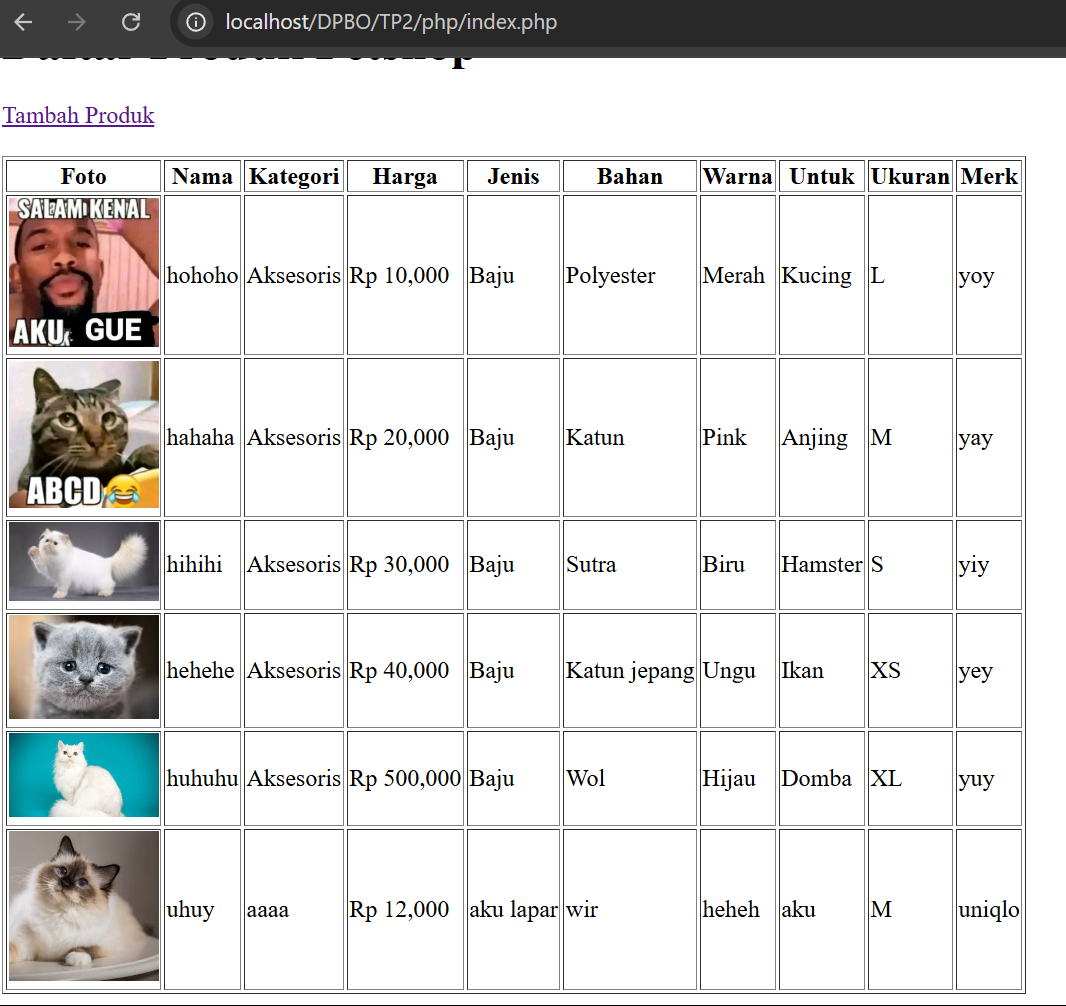 localhost/DPBO/TP2/php/index.php
Daftar Produk Petshop
Tambah Produk
Foto Nama Kategori Harga Jenis Bahan Warna Untuk Ukuran Merk
SALAM KENAL
AKU GUE
hohoho Aksesoris Rp 10,000 Baju Polyester Merah Kucing L yoy
ABCD😂
hahaha Aksesoris Rp 20,000 Baju Katun Pink Anjing M yay
hihihi Aksesoris Rp 30,000 Baju Sutra Biru Hamster S yiy
hehehe Aksesoris Rp 40,000 Baju Katun jepang Ungu Ikan XS yey
huhuhu Aksesoris Rp 500,000 Baju Wol Hijau Domba XL yuy
uhuy aaaa Rp 12,000 aku lapar wir heheh aku M uniqlo